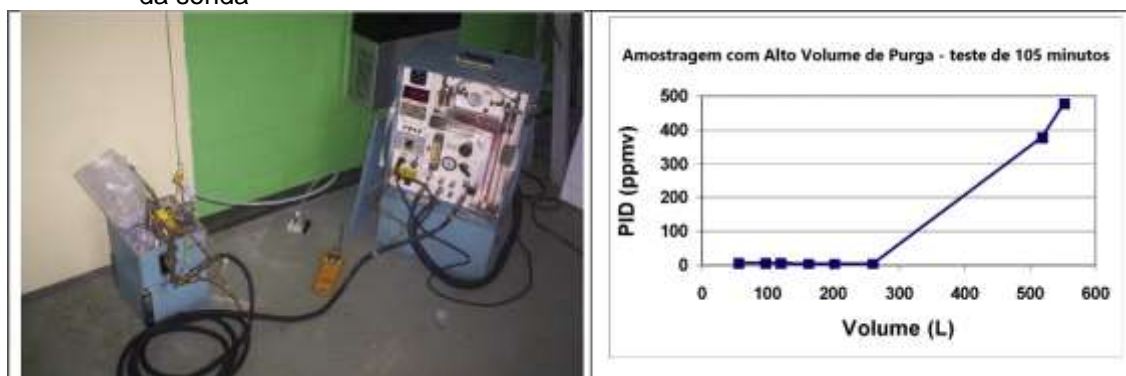 da sonda
Amostragem com Alto Volume de Purga - teste de 105 minutos
PID (ppmv)
500
400
300
200
100
0
0 100 200 300 400 500 600
Volume (L)